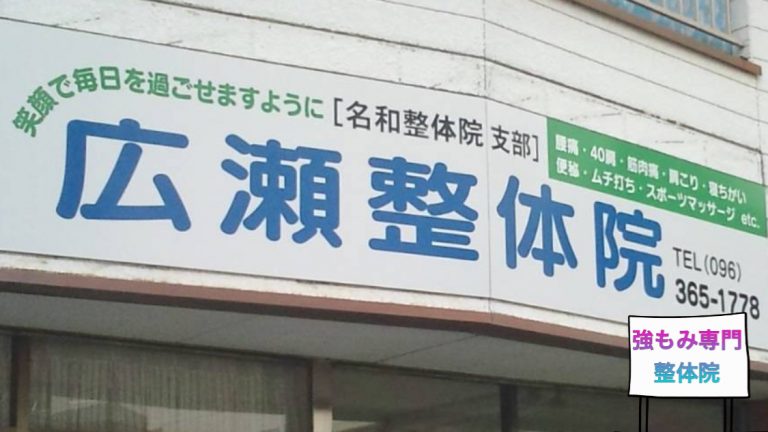 笑顔で毎日を過ごせますように
[名和整体院 支部]
広瀬整体院
腰痛・40肩・筋肉痛・肩こり・寝ちがい
便秘・ムチ打ち・スポーツマッサージ etc.
TEL(096)
365-1778
強もみ専門
整体院